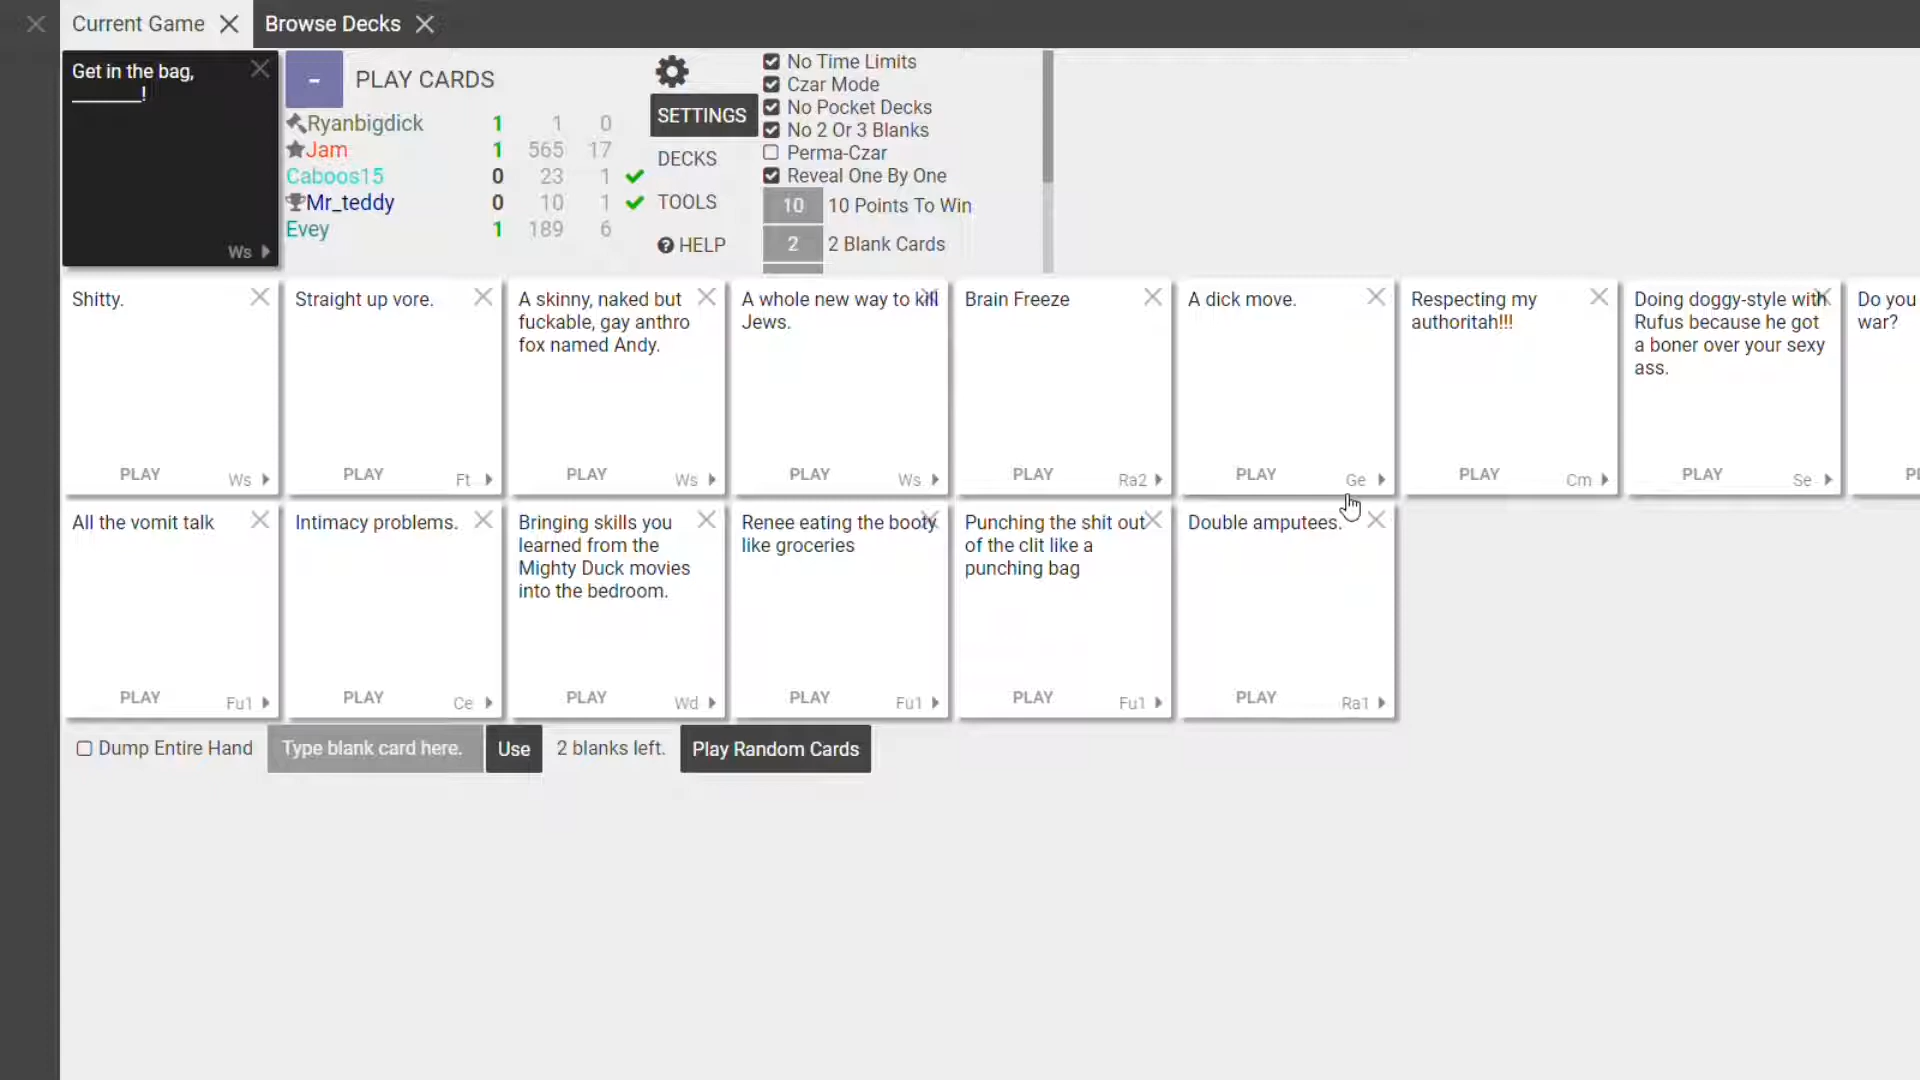 Current Game
Browse Decks
Get in the bag,
_______!
Ws
-
PLAY CARDS
Ryanbigdick 1 1 0
Jam 1 565 17
Caboos15 0 23 1
Mr_teddy 0 10 1
Evey 1 189 6
SETTINGS
DECKS
TOOLS
HELP
No Time Limits
Czar Mode
No Pocket Decks
No 2 Or 3 Blanks
Perma-Czar
Reveal One By One
10 10 Points To Win
2 2 Blank Cards
Shitty.
PLAY Ws
Straight up vore.
PLAY Ft
A skinny, naked but
fuckable, gay anthro
fox named Andy.
PLAY Ws
A whole new way to kill
Jews.
PLAY Ws
Brain Freeze
PLAY Ra2
A dick move.
PLAY Ge
Respecting my
authoritah!!!
PLAY Cm
Doing doggy-style with
Rufus because he got
a boner over your sexy
ass.
PLAY Se
Do you
war?
All the vomit talk
PLAY Fu1
Intimacy problems.
PLAY Ce
Bringing skills you
learned from the
Mighty Duck movies
into the bedroom.
PLAY Wd
Renee eating the booty
like groceries
PLAY Fu1
Punching the shit out
of the clit like a
punching bag
PLAY Fu1
Double amputees.
PLAY Ra1
Dump Entire Hand
Type blank card here.
Use
2 blanks left.
Play Random Cards